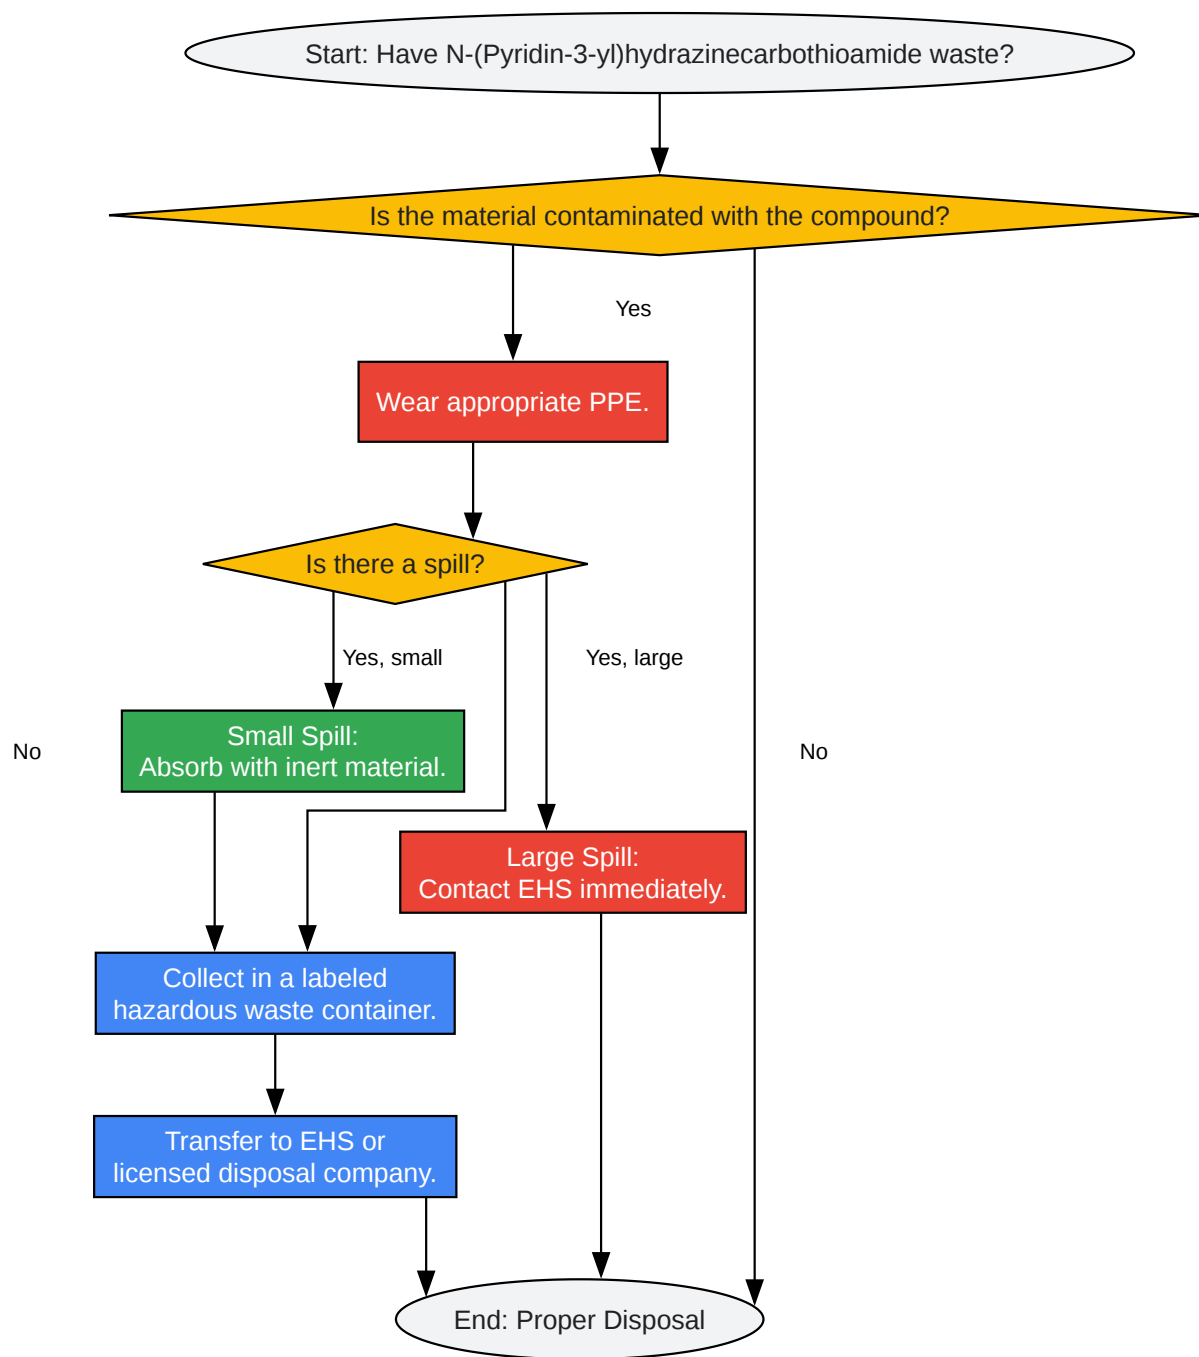 Start: Have N-(Pyridin-3-yl)hydrazinecarbothioamide waste?
Is the material contaminated with the compound?
Yes
Wear appropriate PPE.
Is there a spill?
Yes, small
Yes, large
Small Spill:
Absorb with inert material.
No
No
Large Spill:
Contact EHS immediately.
Collect in a labeled
hazardous waste container.
Transfer to EHS or
licensed disposal company.
End: Proper Disposal